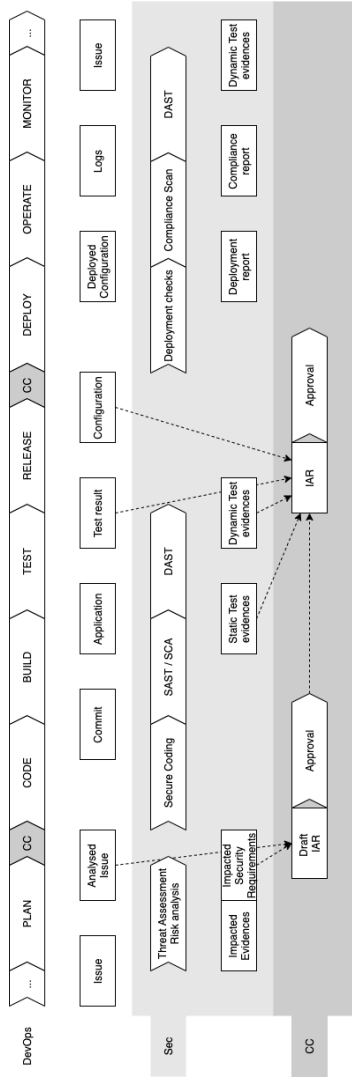 DevOps
...
PLAN
CC
CODE
BUILD
TEST
RELEASE
CC
DEPLOY
OPERATE
MONITOR
...
Issue
Analysed
Issue
Commit
Application
Test result
Configuration
Deployed
Configuration
Logs
Issue
Sec
Threat Assessment
Risk analysis
Secure Coding
SAST / SCA
DAST
Deployment checks
Compliance Scan
DAST
Impacted
Evidences
Impacted
Security
Requirements
Static Test
evidences
Dynamic Test
evidences
Deployment
report
Compliance
report
Dynamic Test
evidences
CC
Draft
IAR
Approval
IAR
Approval